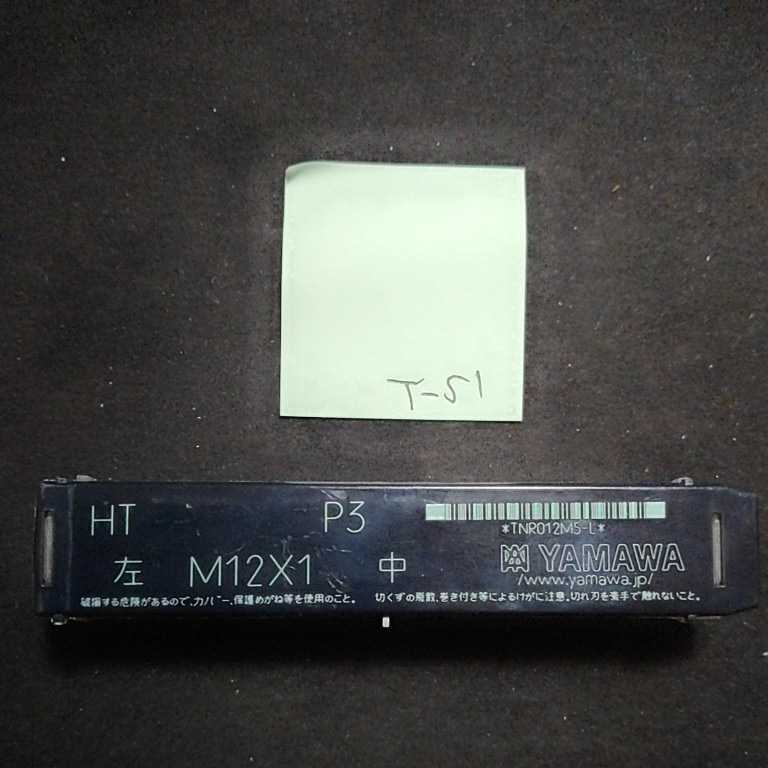 T-51
HT P3
*TNR012M5-L*
左 M12X1 中 YAMAWA
/www.yamawa.jp/
破損する危険があるので､カバー､保護めがね等を使用のこと。 切くずの飛散､巻き付き等によるけがに注意､切れ刃を素手で触れないこと。